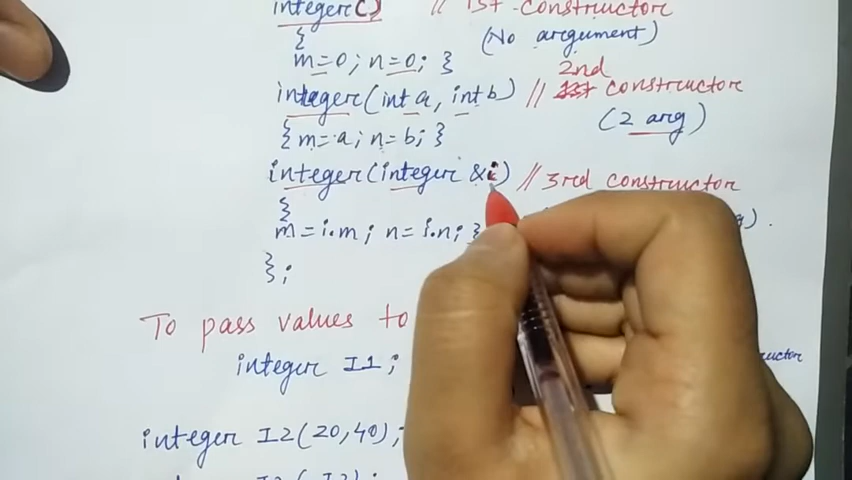 integer() // 1st constructor
{ (No argument)
m=0; n=0; }
integer(int a, int b) // 2nd constructor
(2 arg)
{m=a; n=b; }
integer(integer &i) // 3rd constructor
{
m=i.m; n=i.n; }
};
To pass values to
integer I1;
integer I2(20,40);